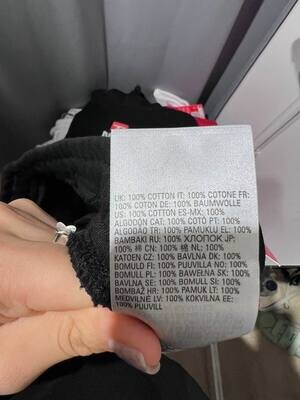 UK: 100% COTTON IT: 100% COTONE FR:
100% COTON DE: 100% BAUMWOLLE
US: 100% COTTON ES-MX: 100%
ALGODÓN CAT: 100% COTÓ PT: 100%
ALGODÃO TR: 100% PAMUKLU EL: 100%
ΒΑΜΒΑΚΙ RU: 100% ХЛОПОК JP:
100% 綿 CN: 100% 棉 NL: 100%
KATOEN CZ: 100% BAVLNA DK: 100%
BOMULD FI: 100% PUUVILLA NO: 100%
BOMULL PL: 100% BAWEŁNA SK: 100%
BAVLNA SE: 100% BOMULL SI: 100%
BOMBAŽ HR: 100% PAMUK LT: 100%
MEDVILNĖ LV: 100% KOKVILNA EE:
100% PUUVILL